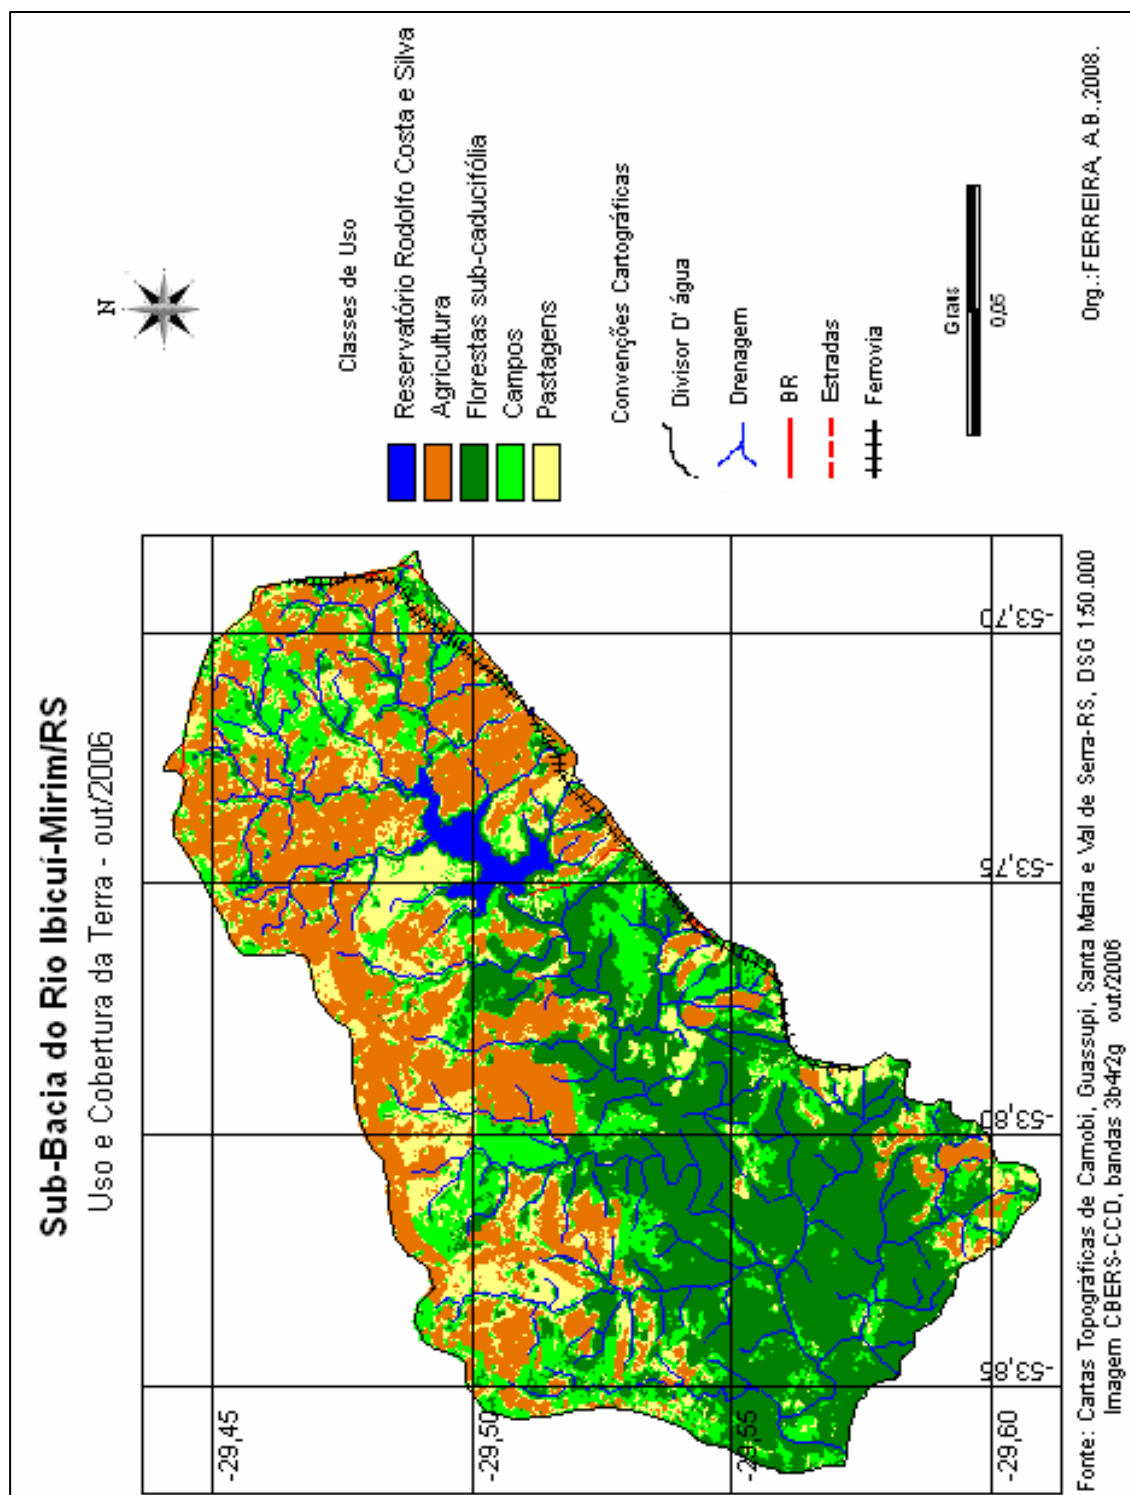 Sub-Bacia do Rio Ibicuí-Mirim/RS
Uso e Cobertura da Terra - out/2006
N
Classes de Uso
Reservatório Rodolfo Costa e Silva
Agricultura
Florestas sub-caducifólia
Campos
Pastagens
Convenções Cartográficas
Divisor D' água
Drenagem
BR
Estradas
Ferrovia
Graus
0,05
-29,45
-29,50
-29,55
-29,60
-53,85
-53,80
-53,75
-53,70
Org.:FERREIRA, A.B.,2008.
Fonte: Cartas Topográficas de Camobi, Guassupi, Santa Maria e Val de Serra-RS, DSG 1:50.000
Imagem CBERS-CCD, bandas 3b4r2g out/2006